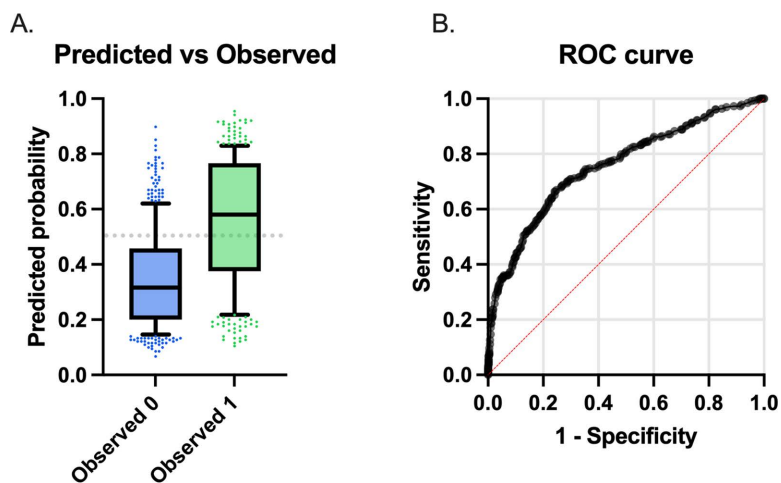 A.
Predicted vs Observed
Predicted probability
1.0
0.8
0.6
0.4
0.2
0.0
Observed 0
Observed 1
B.
ROC curve
Sensitivity
1.0
0.8
0.6
0.4
0.2
0.0
0.0 0.2 0.4 0.6 0.8 1.0
1 - Specificity